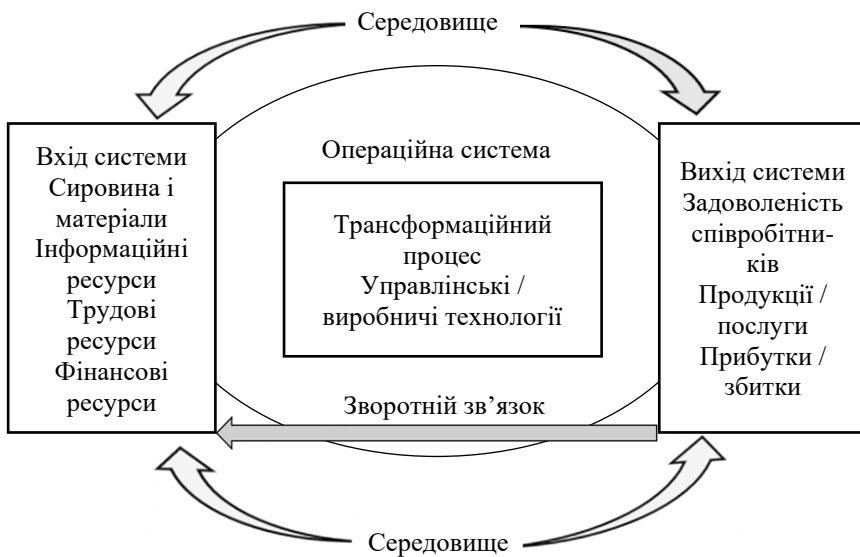 Середовище
Вхід системи
Сировина і
матеріали
Інформаційні
ресурси
Трудові
ресурси
Фінансові
ресурси
Операційна система
Трансформаційний
процес
Управлінські /
виробничі технології
Зворотній зв’язок
Вихід системи
Задоволеність
співробітни-
ків
Продукції /
послуги
Прибутки /
збитки
Середовище